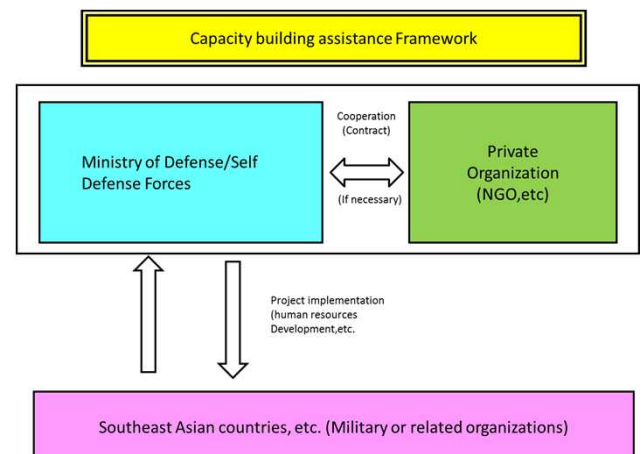 Capacity building assistance Framework
Ministry of Defense/Self
Defense Forces
Cooperation
(Contract)
(If necessary)
Private
Organization
(NGO,etc)
Project implementation
(human resources
Development,etc.
Southeast Asian countries, etc. (Military or related organizations)